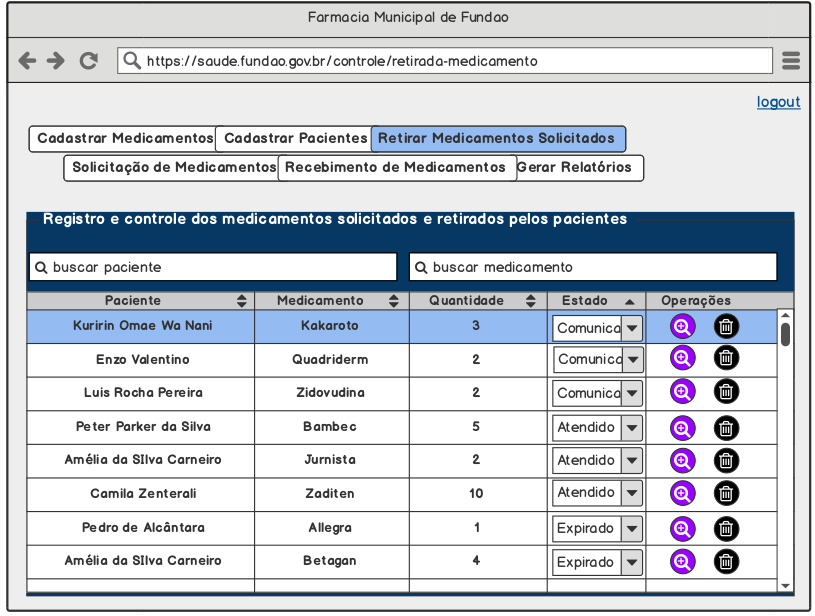 Farmacia Municipal de Fundao
https://saude.fundao.gov.br/controle/retirada-medicamento
logout
Cadastrar Medicamentos Cadastrar Pacientes Retirar Medicamentos Solicitados
Solicitação de Medicamentos Recebimento de Medicamentos Gerar Relatórios
Registro e controle dos medicamentos solicitados e retirados pelos pacientes
buscar paciente buscar medicamento
Paciente Medicamento Quantidade Estado Operações
Kuririn Omae Wa Nani Kakaroto 3 Comunica
Enzo Valentino Quadriderm 2 Comunica
Luis Rocha Pereira Zidovudina 2 Comunica
Peter Parker da Silva Bambec 5 Atendido
Amélia da SIlva Carneiro Jurnista 2 Atendido
Camila Zenterali Zaditen 10 Atendido
Pedro de Alcântara Allegra 1 Expirado
Amélia da SIlva Carneiro Betagan 4 Expirado